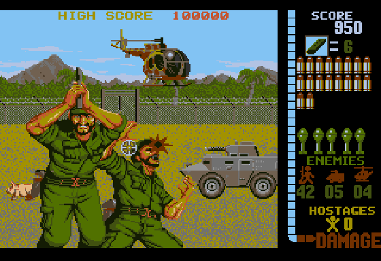 HIGH SCORE 100000
SCORE
950
= 6
ENEMIES
42 05 04
HOSTAGES
0
DAMAGE